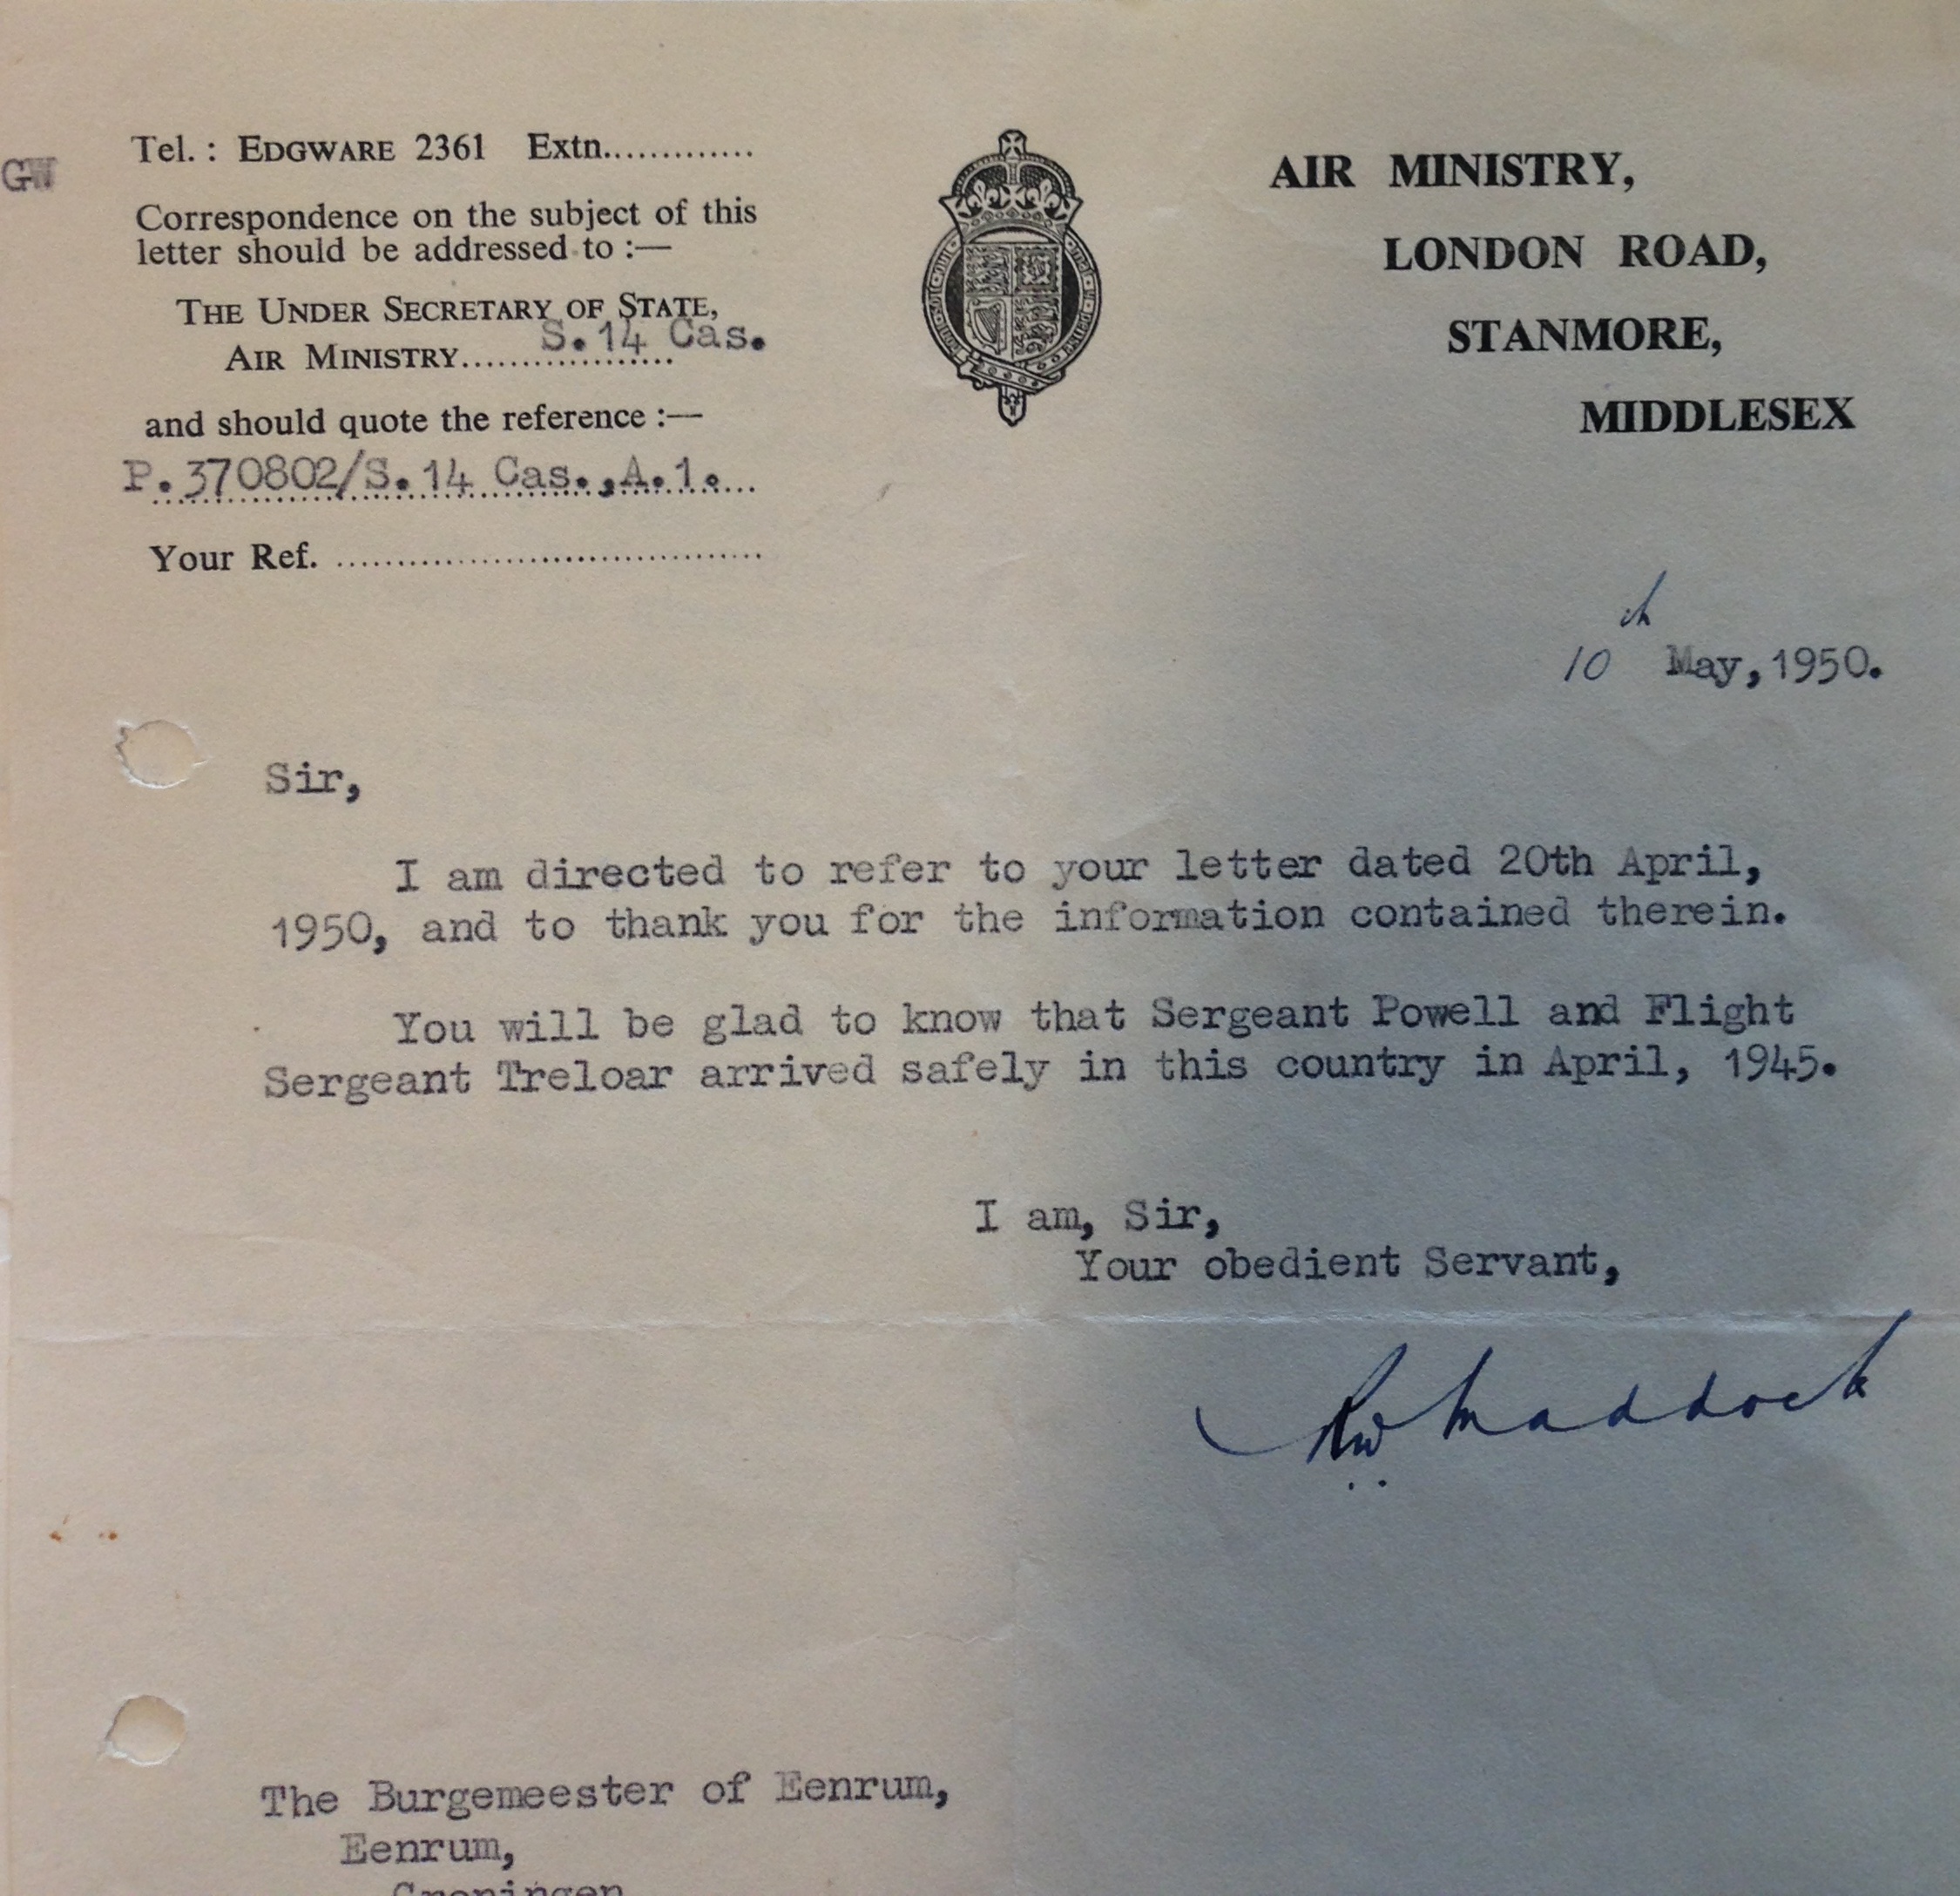 GW
Tel. : EDGWARE 2361 Extn.............
Correspondence on the subject of this
letter should be addressed to :—
THE UNDER SECRETARY OF STATE,
AIR MINISTRY.................. S.14 Cas.
and should quote the reference :—
P.370802/S.14 Cas.,A.1.
Your Ref. ....................................
AIR MINISTRY,
LONDON ROAD,
STANMORE,
MIDDLESEX
10th May, 1950.
Sir,
I am directed to refer to your letter dated 20th April,
1950, and to thank you for the information contained therein.
You will be glad to know that Sergeant Powell and Flight
Sergeant Treloar arrived safely in this country in April, 1945.
I am, Sir,
Your obedient Servant,
RW Maddock
The Burgemeester of Eenrum,
Eenrum,
Groningen